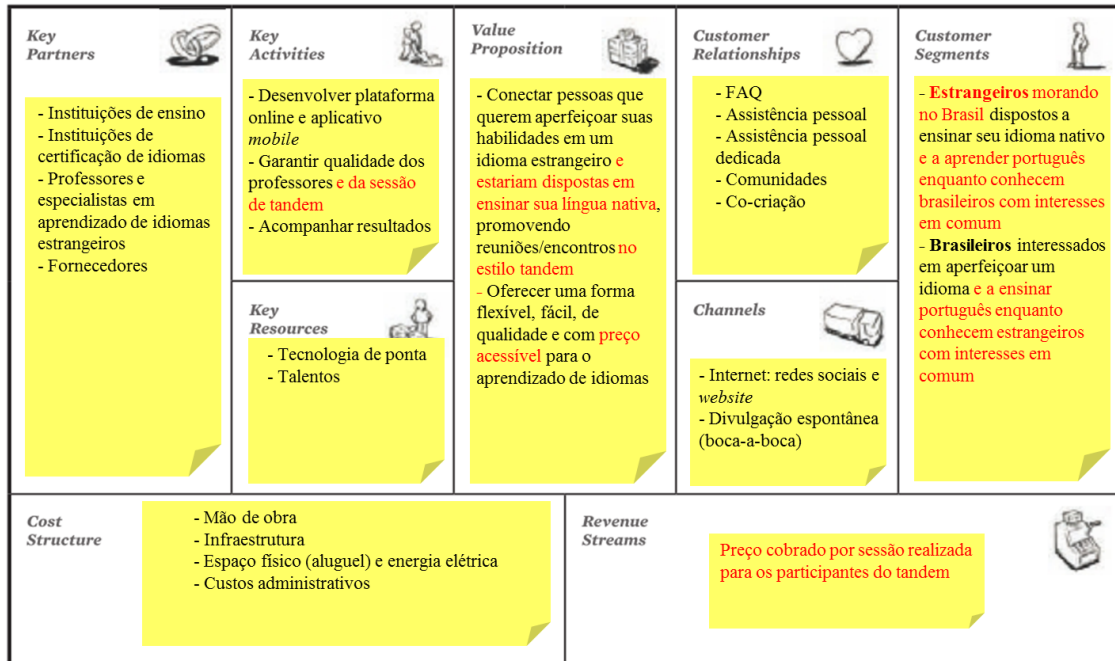 Key
Partners
- Instituições de ensino
- Instituições de
certificação de idiomas
- Professores e
especialistas em
aprendizado de idiomas
estrangeiros
- Fornecedores
Key
Activities
- Desenvolver plataforma
online e aplicativo
mobile
- Garantir qualidade dos
professores e da sessão
de tandem
- Acompanhar resultados
Key
Resources
- Tecnologia de ponta
- Talentos
Value
Proposition
- Conectar pessoas que
querem aperfeiçoar suas
habilidades em um
idioma estrangeiro e
estariam dispostas em
ensinar sua língua nativa,
promovendo
reuniões/encontros no
estilo tandem
- Oferecer uma forma
flexível, fácil, de
qualidade e com preço
acessível para o
aprendizado de idiomas
Customer
Relationships
- FAQ
- Assistência pessoal
- Assistência pessoal
dedicada
- Comunidades
- Co-criação
Channels
- Internet: redes sociais e
website
- Divulgação espontânea
(boca-a-boca)
Customer
Segments
- Estrangeiros morando
no Brasil dispostos a
ensinar seu idioma nativo
e a aprender português
enquanto conhecem
brasileiros com interesses
em comum
- Brasileiros interessados
em aperfeiçoar um
idioma e a ensinar
português enquanto
conhecem estrangeiros
com interesses em
comum
Cost
Structure
- Mão de obra
- Infraestrutura
- Espaço físico (aluguel) e energia elétrica
- Custos administrativos
Revenue
Streams
Preço cobrado por sessão realizada
para os participantes do tandem